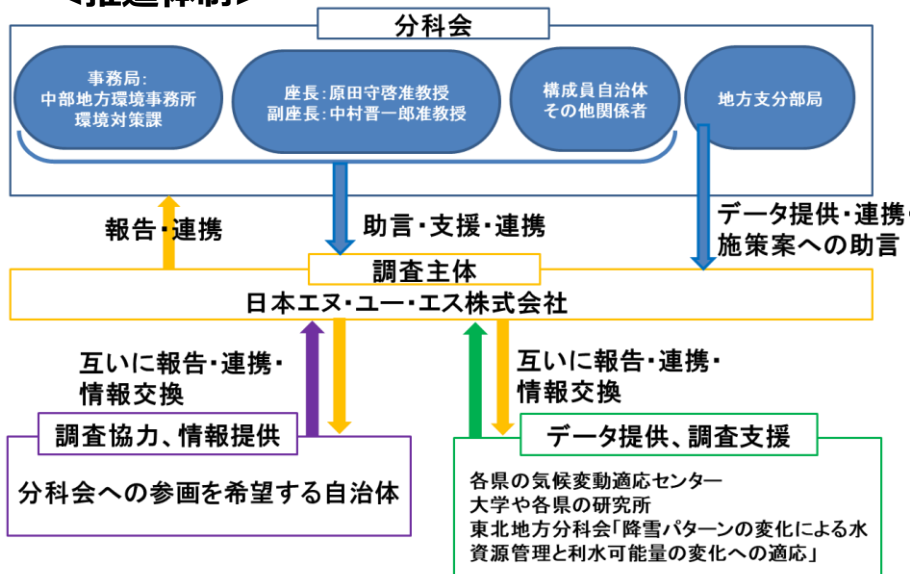 <推進体制>
分科会
事務局:
中部地方環境事務所
環境対策課
座長:原田守啓准教授
副座長:中村晋一郎准教授
構成員自治体
その他関係者
地方支分部局
報告・連携
助言・支援・連携
データ提供・連携・
施策案への助言
調査主体
日本エヌ・ユー・エス株式会社
互いに報告・連携・
情報交換
互いに報告・連携・
情報交換
調査協力、情報提供
分科会への参画を希望する自治体
データ提供、調査支援
各県の気候変動適応センター
大学や各県の研究所
東北地方分科会「降雪パターンの変化による水
資源管理と利水可能量の変化への適応」